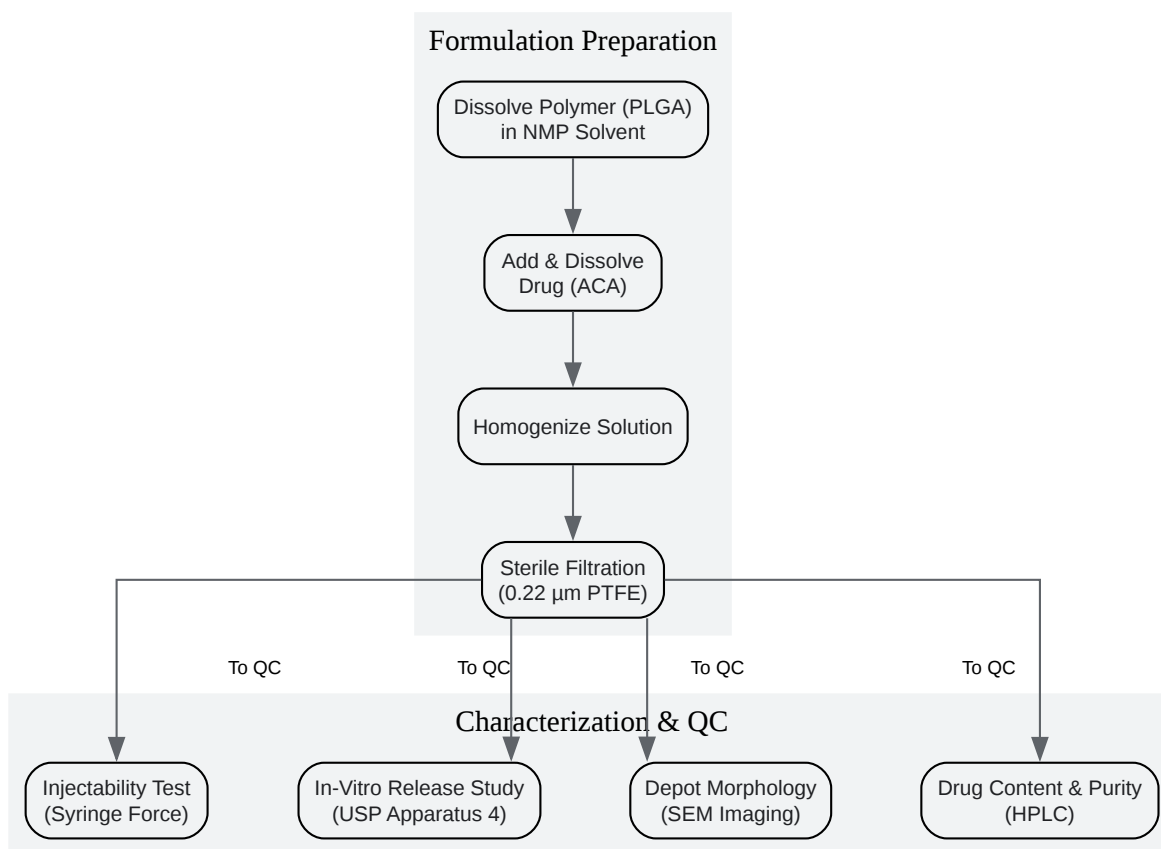 Formulation Preparation
Dissolve Polymer (PLGA)
in NMP Solvent
Add & Dissolve
Drug (ACA)
Homogenize Solution
Sterile Filtration
(0.22 µm PTFE)
To QC
To QC
To QC
To QC
Characterization & QC
Injectability Test
(Syringe Force)
In-Vitro Release Study
(USP Apparatus 4)
Depot Morphology
(SEM Imaging)
Drug Content & Purity
(HPLC)